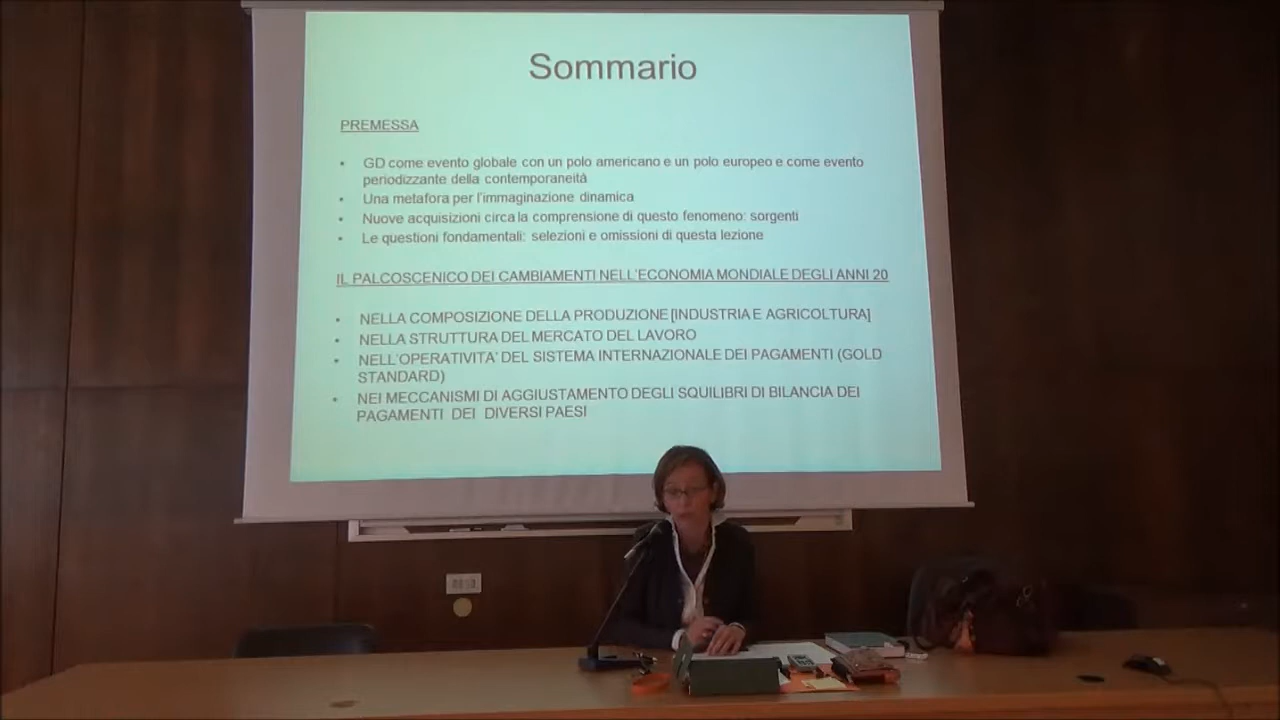 Sommario
PREMESSA
• GD come evento globale con un polo americano e un polo europeo e come evento
periodizzante della contemporaneità
• Una metafora per l'immaginazione dinamica
• Nuove acquisizioni circa la comprensione di questo fenomeno: sorgenti
• Le questioni fondamentali: selezioni e omissioni di questa lezione
IL PALCOSCENICO DEI CAMBIAMENTI NELL'ECONOMIA MONDIALE DEGLI ANNI 20
• NELLA COMPOSIZIONE DELLA PRODUZIONE [INDUSTRIA E AGRICOLTURA]
• NELLA STRUTTURA DEL MERCATO DEL LAVORO
• NELL'OPERATIVITA' DEL SISTEMA INTERNAZIONALE DEI PAGAMENTI (GOLD
STANDARD)
• NEI MECCANISMI DI AGGIUSTAMENTO DEGLI SQUILIBRI DI BILANCIA DEI
PAGAMENTI DEI DIVERSI PAESI